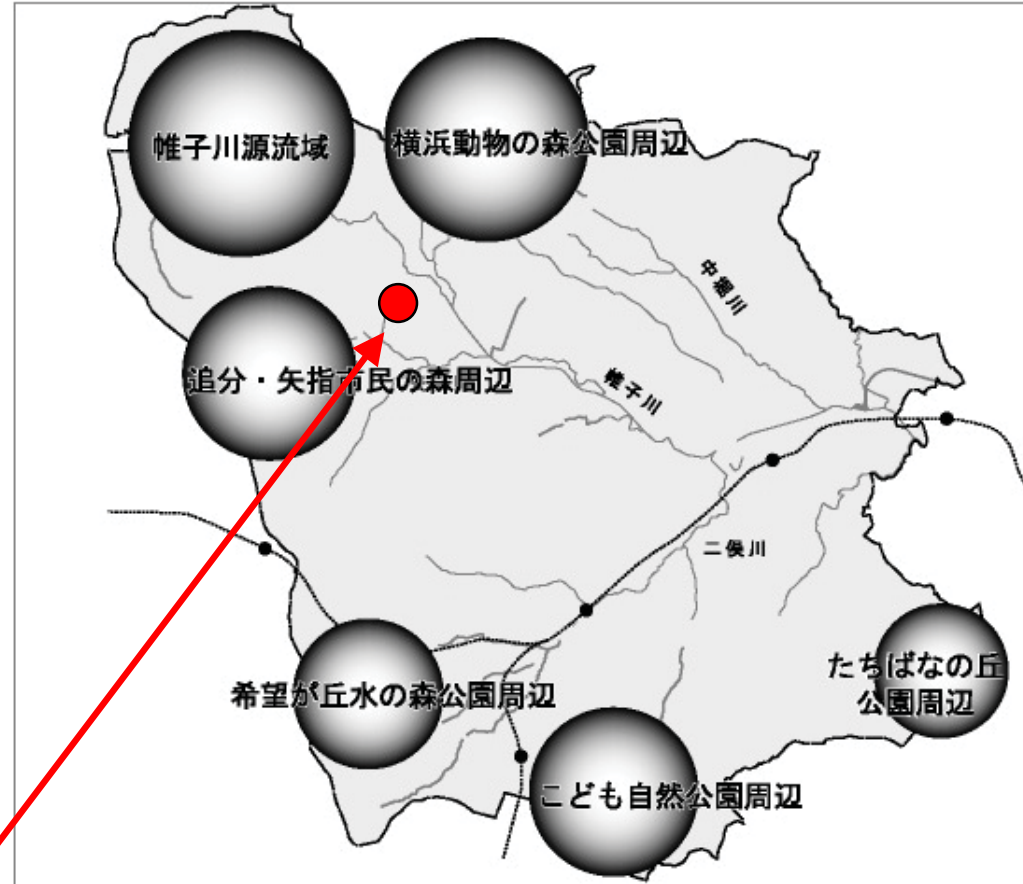 帷子川源流域
横浜動物の森公園周辺
中堀川
追分・矢指市民の森周辺
帷子川
二俣川
希望が丘水の森公園周辺
たちばなの丘
公園周辺
こども自然公園周辺